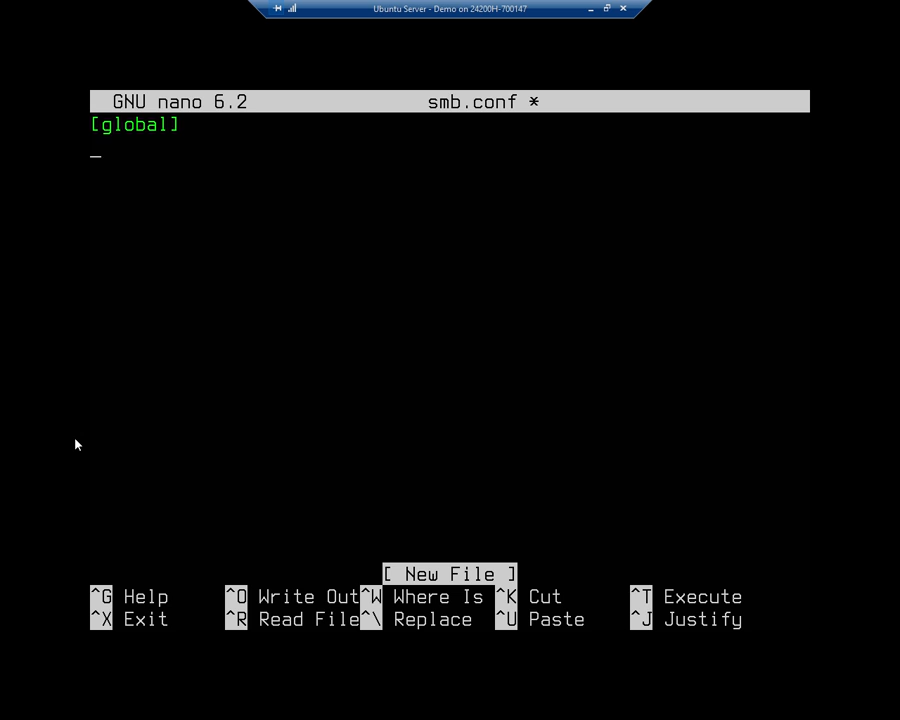 Ubuntu Server - Demo on 24200H-700147
GNU nano 6.2 smb.conf *
[global]
[ New File ]
^G Help ^O Write Out ^W Where Is ^K Cut ^T Execute
^X Exit ^R Read File ^\ Replace ^U Paste ^J Justify